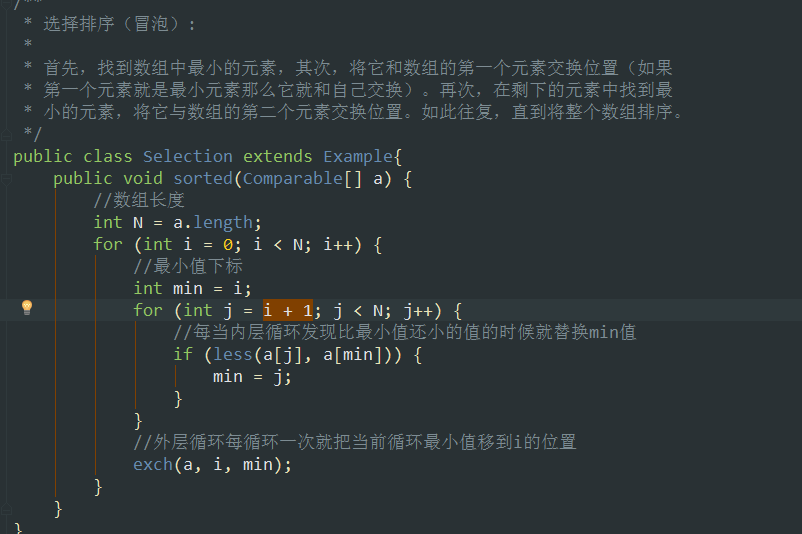 /**
* 选择排序（冒泡）：
*
* 首先，找到数组中最小的元素，其次，将它和数组的第一个元素交换位置（如果
* 第一个元素就是最小元素那么它就和自己交换）。再次，在剩下的元素中找到最
* 小的元素，将它与数组的第二个元素交换位置。如此往复，直到将整个数组排序。
*/
public class Selection extends Example{
public void sorted(Comparable[] a) {
//数组长度
int N = a.length;
for (int i = 0; i < N; i++) {
//最小值下标
int min = i;
for (int j = i + 1; j < N; j++) {
//每当内层循环发现比最小值还小的值的时候就替换min值
if (less(a[j], a[min])) {
min = j;
}
}
//外层循环每循环一次就把当前循环最小值移到i的位置
exch(a, i, min);
}
}
}